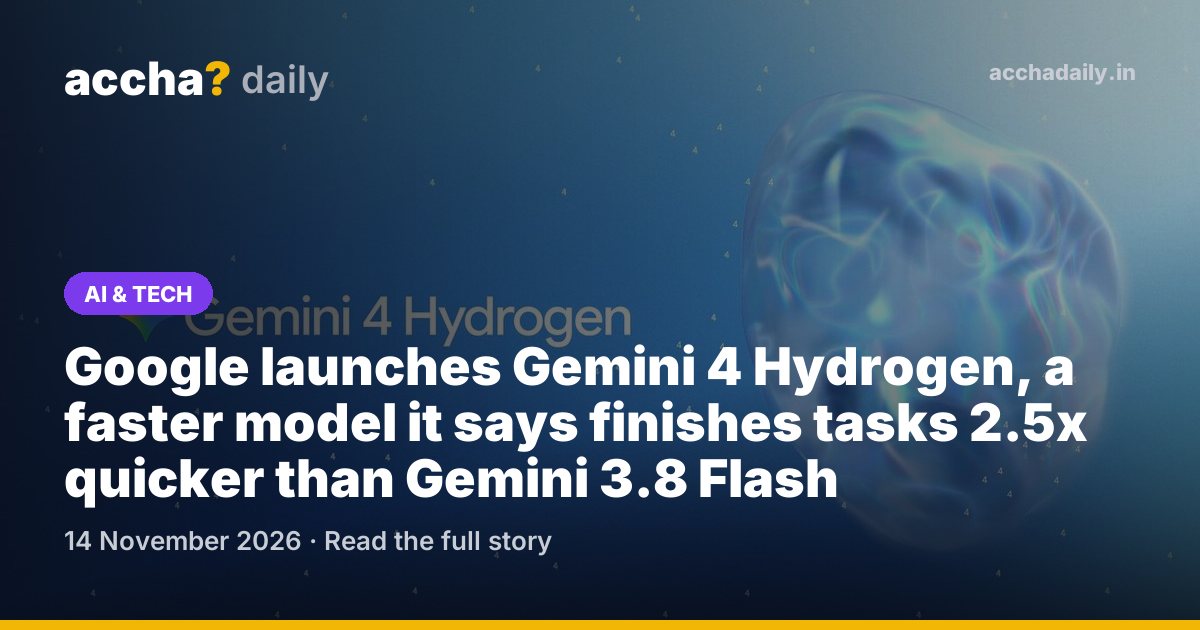 accha? daily
acchadaily.in
AI & TECH
Gemini 4 Hydrogen
Google launches Gemini 4 Hydrogen, a
faster model it says finishes tasks 2.5x
quicker than Gemini 3.8 Flash
14 November 2026 · Read the full story